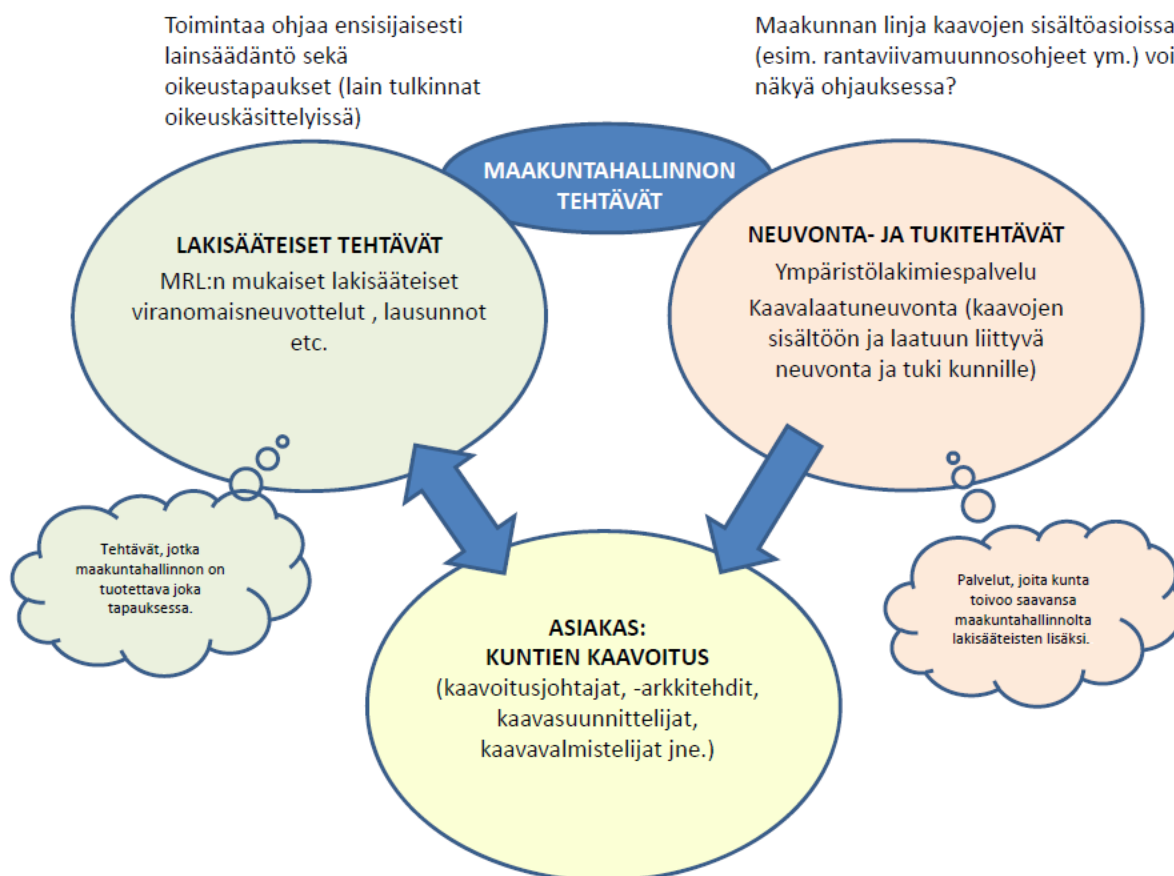 Toimintaa ohjaa ensisijaisesti
lainsäädäntö sekä
oikeustapaukset (lain tulkinnat
oikeuskäsittelyissä)
Maakunnan linja kaavojen sisältöasioissa
(esim. rantaviivamuunnosohjeet ym.) voi
näkyä ohjauksessa?
MAAKUNTAHALLINNON
TEHTÄVÄT
LAKISÄÄTEISET TEHTÄVÄT
MRL:n mukaiset lakisääteiset
viranomaisneuvottelut , lausunnot
etc.
NEUVONTA- JA TUKITEHTÄVÄT
Ympäristölakimiespalvelu
Kaavalaatuneuvonta (kaavojen
sisältöön ja laatuun liittyvä
neuvonta ja tuki kunnille)
Tehtävät, jotka
maakuntahallinnon on
tuotettava joka
tapauksessa.
Palvelut, joita kunta
toivoo saavansa
maakuntahallinnolta
lakisääteisten lisäksi.
ASIAKAS:
KUNTIEN KAAVOITUS
(kaavoitusjohtajat, -arkkitehdit,
kaavasuunnittelijat,
kaavavalmistelijat jne.)